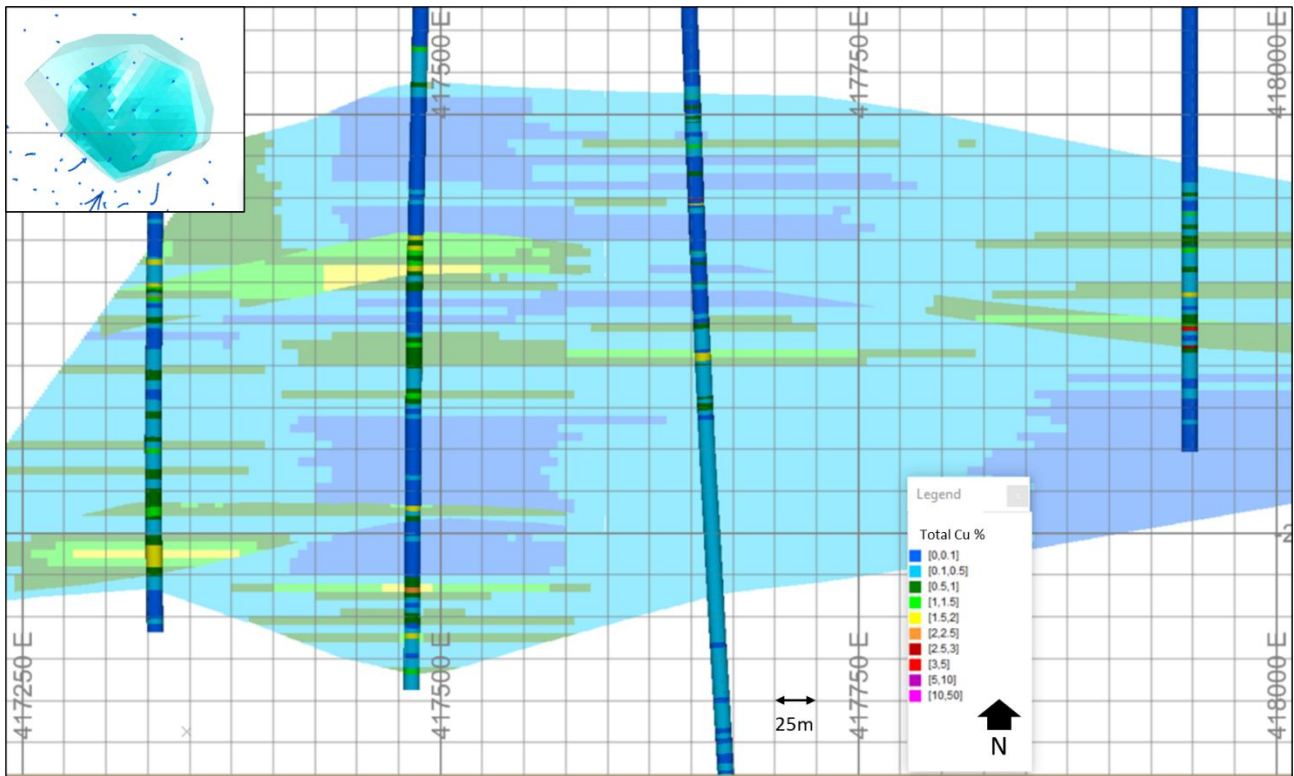 417500 E
417750 E
418000 E
Legend
Total Cu %
[0,0.1]
[0.1,0.5]
[0.5,1]
[1,1.5]
[1.5,2]
[2,2.5]
[2.5,3]
[3,5]
[5,10]
[10,50]
N
25m
417250 E
417500 E
417750 E
418000 E